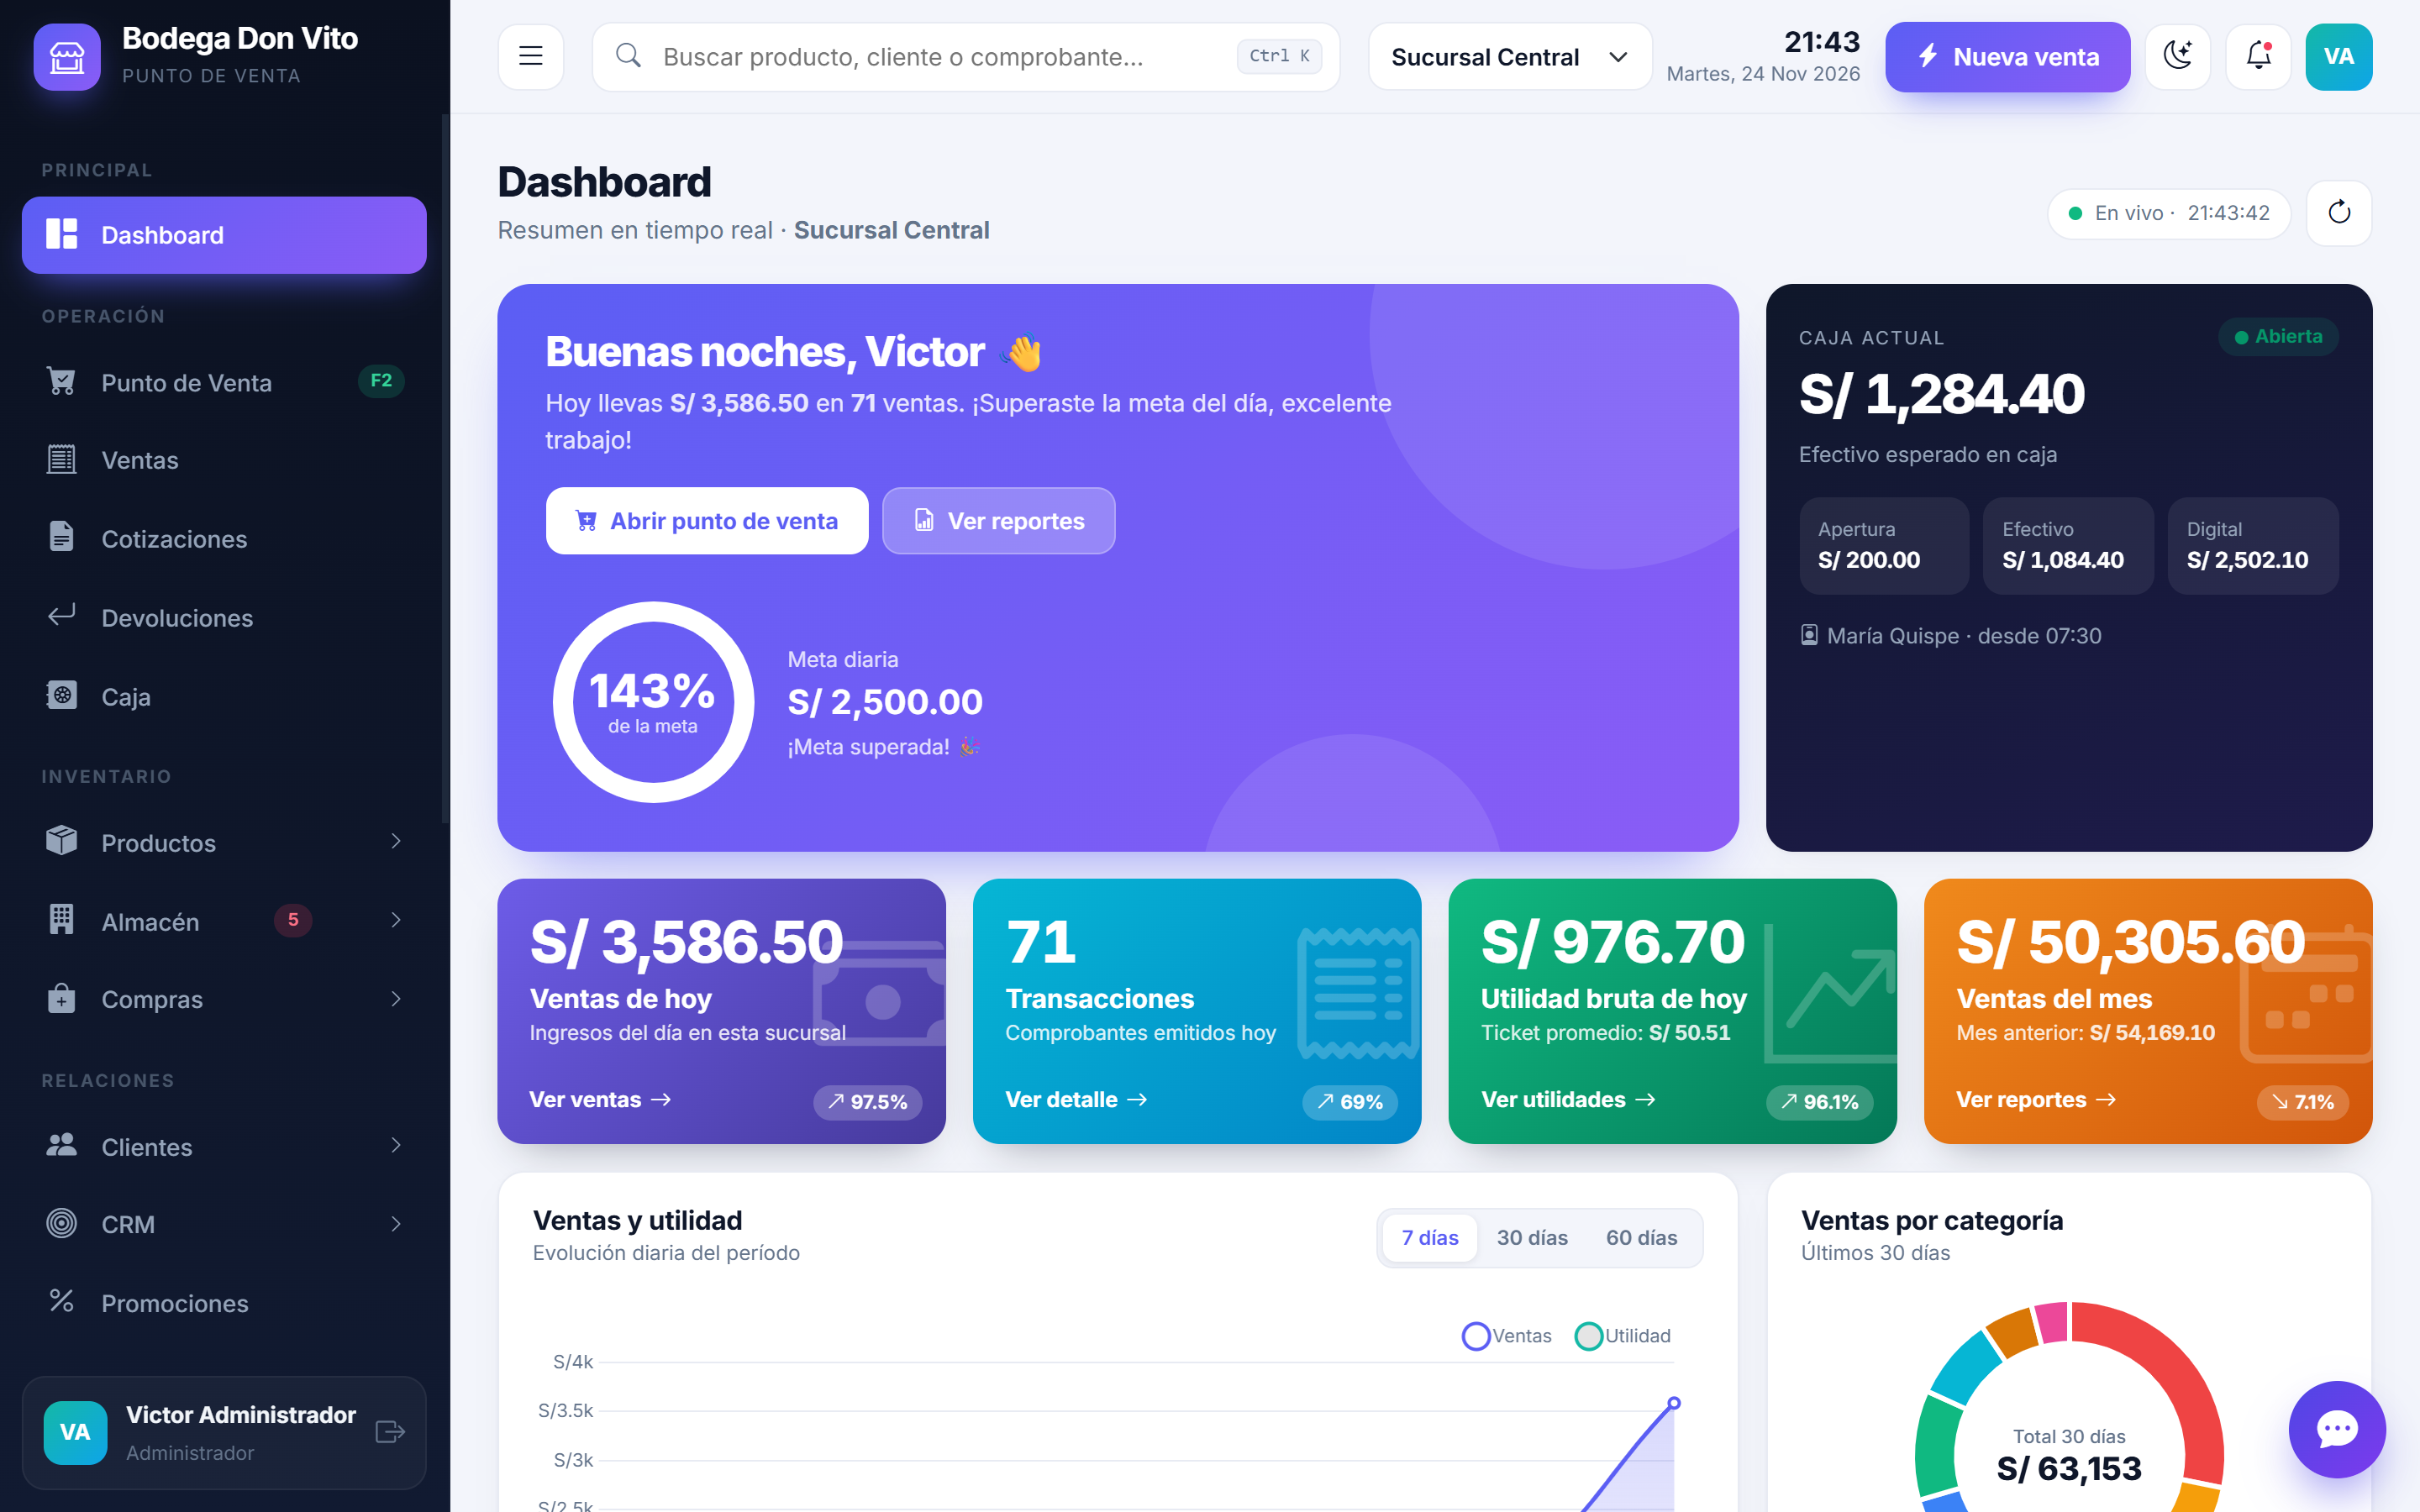 Bodega Don Vito
PUNTO DE VENTA
PRINCIPAL
Dashboard
OPERACIÓN
Punto de Venta
F2
Ventas
Cotizaciones
Devoluciones
Caja
INVENTARIO
Productos
Almacén
5
Compras
RELACIONES
Clientes
CRM
Promociones
VA
Victor Administrador
Administrador
Buscar producto, cliente o comprobante...
Ctrl K
Sucursal Central
21:43
Martes, 24 Nov 2026
Nueva venta
VA
Dashboard
Resumen en tiempo real · Sucursal Central
En vivo · 21:43:42
Buenas noches, Victor 👋
Hoy llevas S/ 3,586.50 en 71 ventas. ¡Superaste la meta del día, excelente
trabajo!
Abrir punto de venta
Ver reportes
143%
de la meta
Meta diaria
S/ 2,500.00
¡Meta superada! 🎉
CAJA ACTUAL
Abierta
S/ 1,284.40
Efectivo esperado en caja
Apertura
S/ 200.00
Efectivo
S/ 1,084.40
Digital
S/ 2,502.10
María Quispe · desde 07:30
S/ 3,586.50
Ventas de hoy
Ingresos del día en esta sucursal
Ver ventas →
↗ 97.5%
71
Transacciones
Comprobantes emitidos hoy
Ver detalle →
↗ 69%
S/ 976.70
Utilidad bruta de hoy
Ticket promedio: S/ 50.51
Ver utilidades →
↗ 96.1%
S/ 50,305.60
Ventas del mes
Mes anterior: S/ 54,169.10
Ver reportes →
↘ 7.1%
Ventas y utilidad
Evolución diaria del período
7 días
30 días
60 días
Ventas
Utilidad
S/4k
S/3.5k
S/3k
S/2.5k
Ventas por categoría
Últimos 30 días
Total 30 días
S/ 63,153